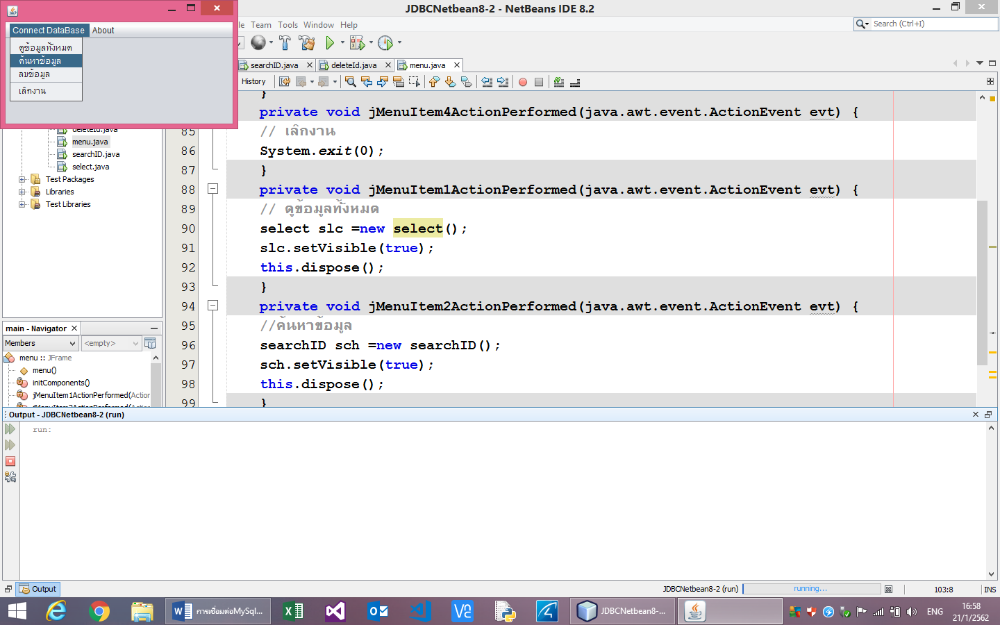 JDBCNetbean8-2 - NetBeans IDE 8.2
Connect DataBase About
ดูข้อมูลทั้งหมด
ค้นหาข้อมูล
ลบข้อมูล
เลิกงาน
Team Tools Window Help
Search (Ctrl+I)
searchID.java deleteId.java menu.java
History
deleteId.java
menu.java
searchID.java
select.java
Test Packages
Libraries
Test Libraries
}
private void jMenuItem4ActionPerformed(java.awt.event.ActionEvent evt) {
85 // เลิกงาน
86 System.exit(0);
87 }
88 private void jMenuItem1ActionPerformed(java.awt.event.ActionEvent evt) {
89 // ดูข้อมูลทั้งหมด
90 select slc =new select();
91 slc.setVisible(true);
92 this.dispose();
93 }
94 private void jMenuItem2ActionPerformed(java.awt.event.ActionEvent evt) {
95 //ค้นหาข้อมูล
96 searchID sch =new searchID();
97 sch.setVisible(true);
98 this.dispose();
99 }
main - Navigator
Members <empty>
menu :: JFrame
menu()
initComponents()
jMenuItem1ActionPerformed(Action
Output - JDBCNetbean8-2 (run)
run:
Output
JDBCNetbean8-2 (run) running... 103:8 INS
การเชื่อมต่อMySql... JDBCNetbean8-... ENG 16:58
21/1/2562